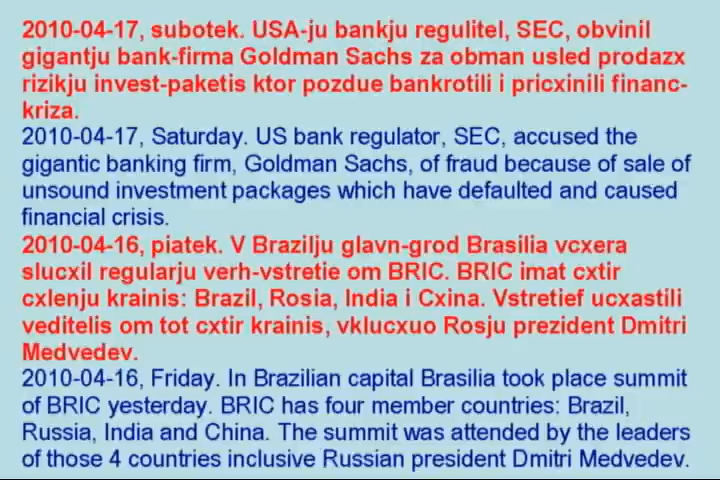 2010-04-17, subotek. USA-ju bankju regulitel, SEC, obvinil
gigantju bank-firma Goldman Sachs za obman usled prodazx
rizikju invest-paketis ktor pozdue bankrotili i pricxinili financ-
kriza.
2010-04-17, Saturday. US bank regulator, SEC, accused the
gigantic banking firm, Goldman Sachs, of fraud because of sale of
unsound investment packages which have defaulted and caused
financial crisis.
2010-04-16, piatek. V Brazilju glavn-grod Brasilia vcxera
slucxil regularju verh-vstretie om BRIC. BRIC imat cxtir
cxlenju krainis: Brazil, Rosia, India i Cxina. Vstretief ucxastili
veditelis om tot cxtir krainis, vklucxuo Rosju prezident Dmitri
Medvedev.
2010-04-16, Friday. In Brazilian capital Brasilia took place summit
of BRIC yesterday. BRIC has four member countries: Brazil,
Russia, India and China. The summit was attended by the leaders
of those 4 countries inclusive Russian president Dmitri Medvedev.